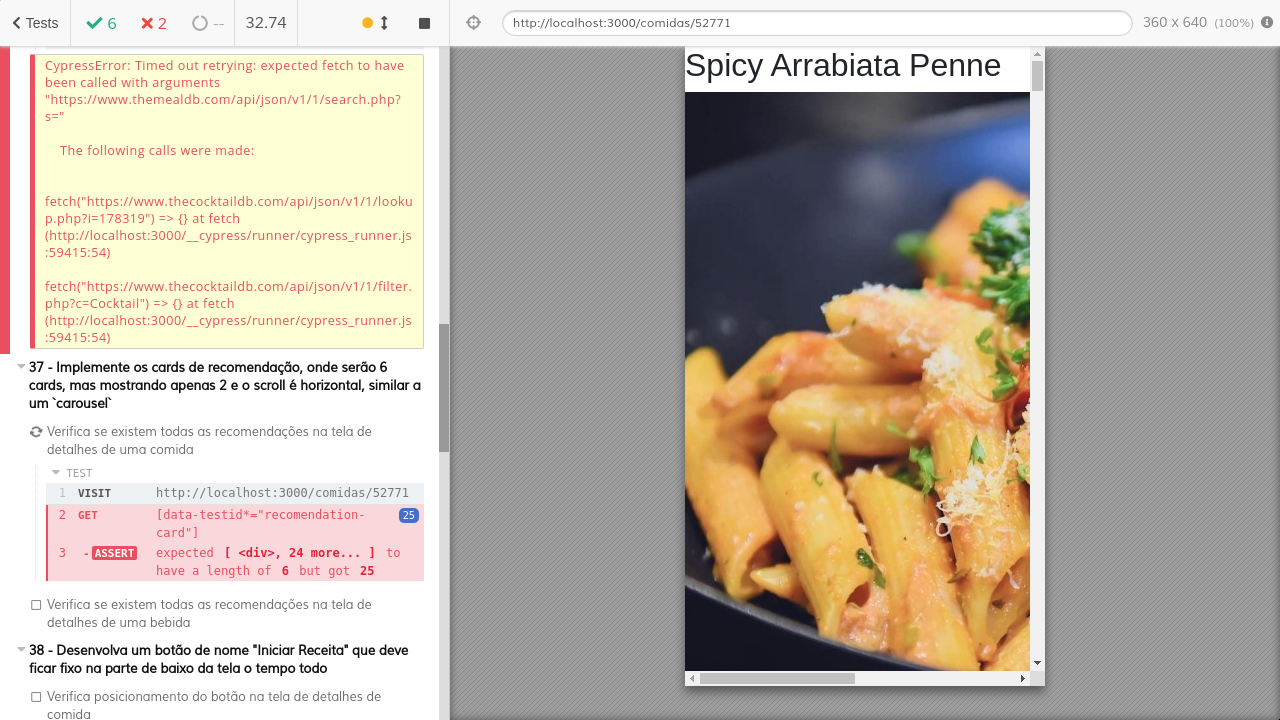 Tests 6 2 -- 32.74
http://localhost:3000/comidas/52771 360 x 640 (100%)
CypressError: Timed out retrying: expected fetch to have
been called with arguments
"https://www.themealdb.com/api/json/v1/1/search.php?
s="
The following calls were made:
fetch("https://www.thecocktaildb.com/api/json/v1/1/looku
p.php?i=178319") => {} at fetch
(http://localhost:3000/__cypress/runner/cypress_runner.js
:59415:54)
fetch("https://www.thecocktaildb.com/api/json/v1/1/filter.
php?c=Cocktail") => {} at fetch
(http://localhost:3000/__cypress/runner/cypress_runner.js
:59415:54)
37 - Implemente os cards de recomendação, onde serão 6
cards, mas mostrando apenas 2 e o scroll é horizontal, similar a
um `carousel`
Verifica se existem todas as recomendações na tela de
detalhes de uma comida
TEST
1 VISIT http://localhost:3000/comidas/52771
2 GET [data-testid*="recomendation- 25
card"]
3 -ASSERT expected [ <div>, 24 more... ] to
have a length of 6 but got 25
Verifica se existem todas as recomendações na tela de
detalhes de uma bebida
38 - Desenvolva um botão de nome "Iniciar Receita" que deve
ficar fixo na parte de baixo da tela o tempo todo
Verifica posicionamento do botão na tela de detalhes de
comida
Spicy Arrabiata Penne